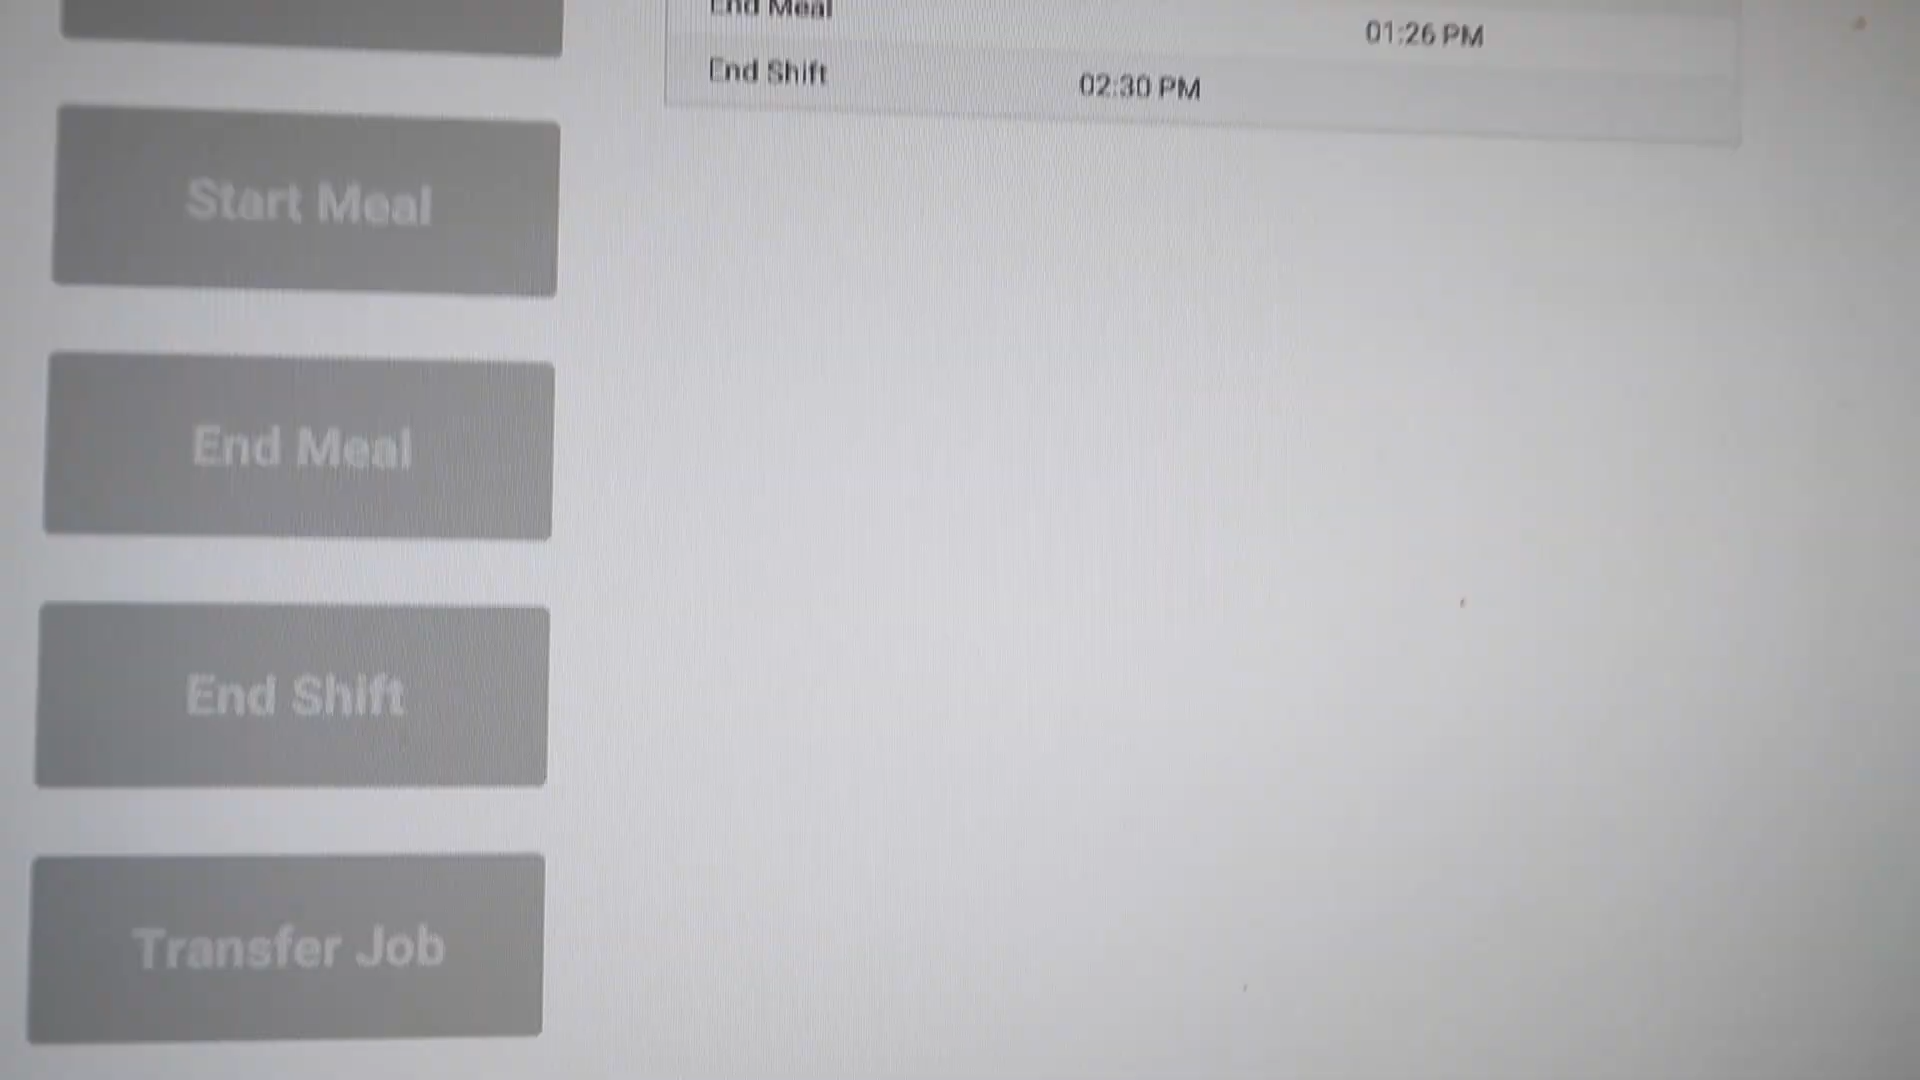 End Meal 01:26 PM
End Shift 02:30 PM
Start Meal
End Meal
End Shift
Transfer Job